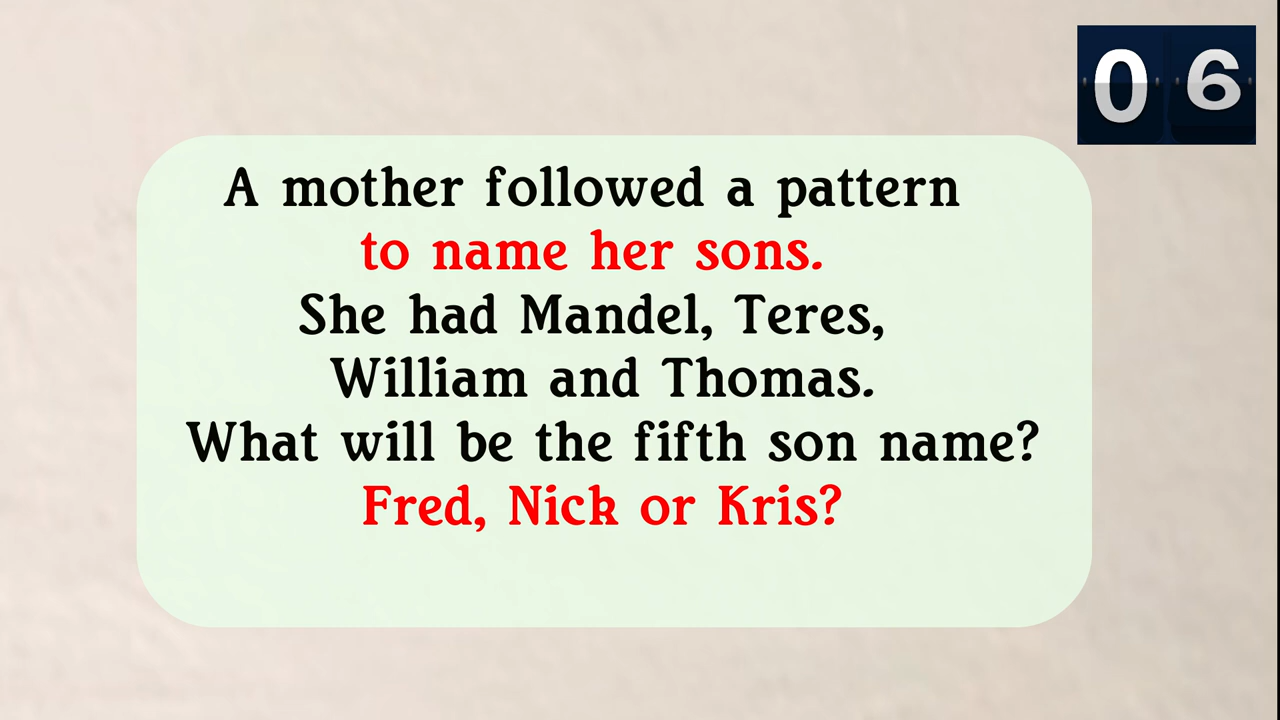 06
A mother followed a pattern
to name her sons.
She had Mandel, Teres,
William and Thomas.
What will be the fifth son name?
Fred, Nick or Kris?